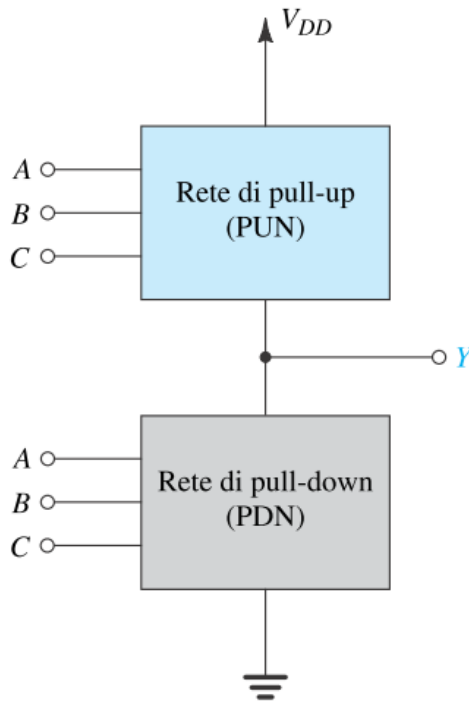 V_DD
A
B
C
Rete di pull-up
(PUN)
Y
A
B
C
Rete di pull-down
(PDN)